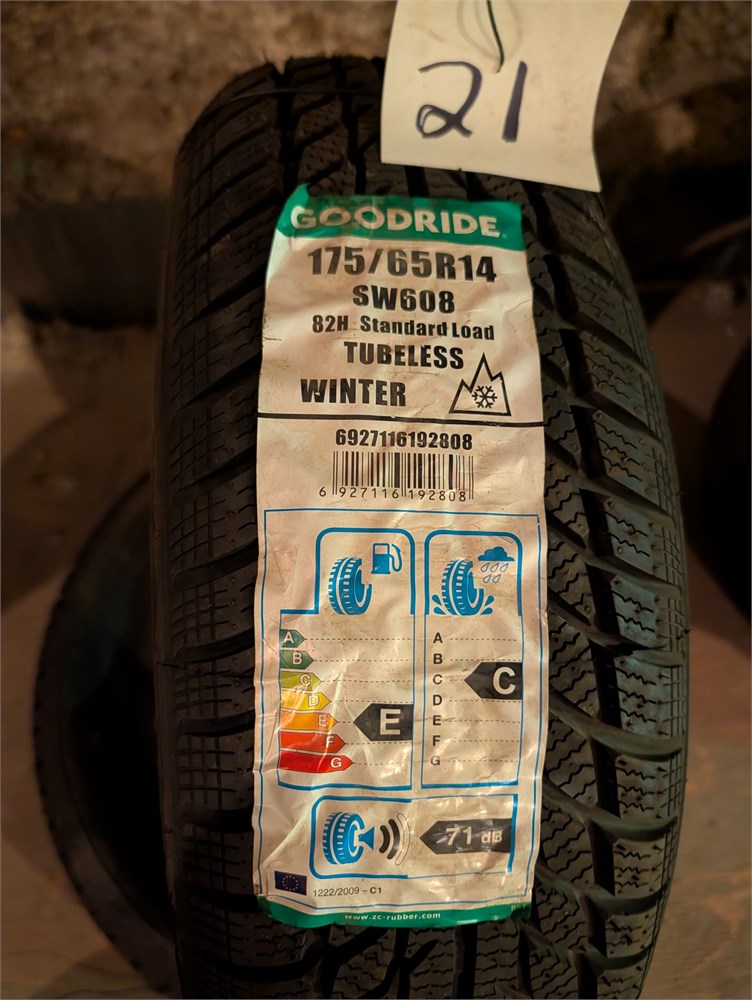 21
GOODRIDE
175/65R14
SW608
82H Standard Load
TUBELESS
WINTER
6927116192808
6 927116 192808
A
B
C
D
E
F
G
E
A
B
C
D
E
F
G
C
71 dB
1222/2009 - C1
www.zc-rubber.com